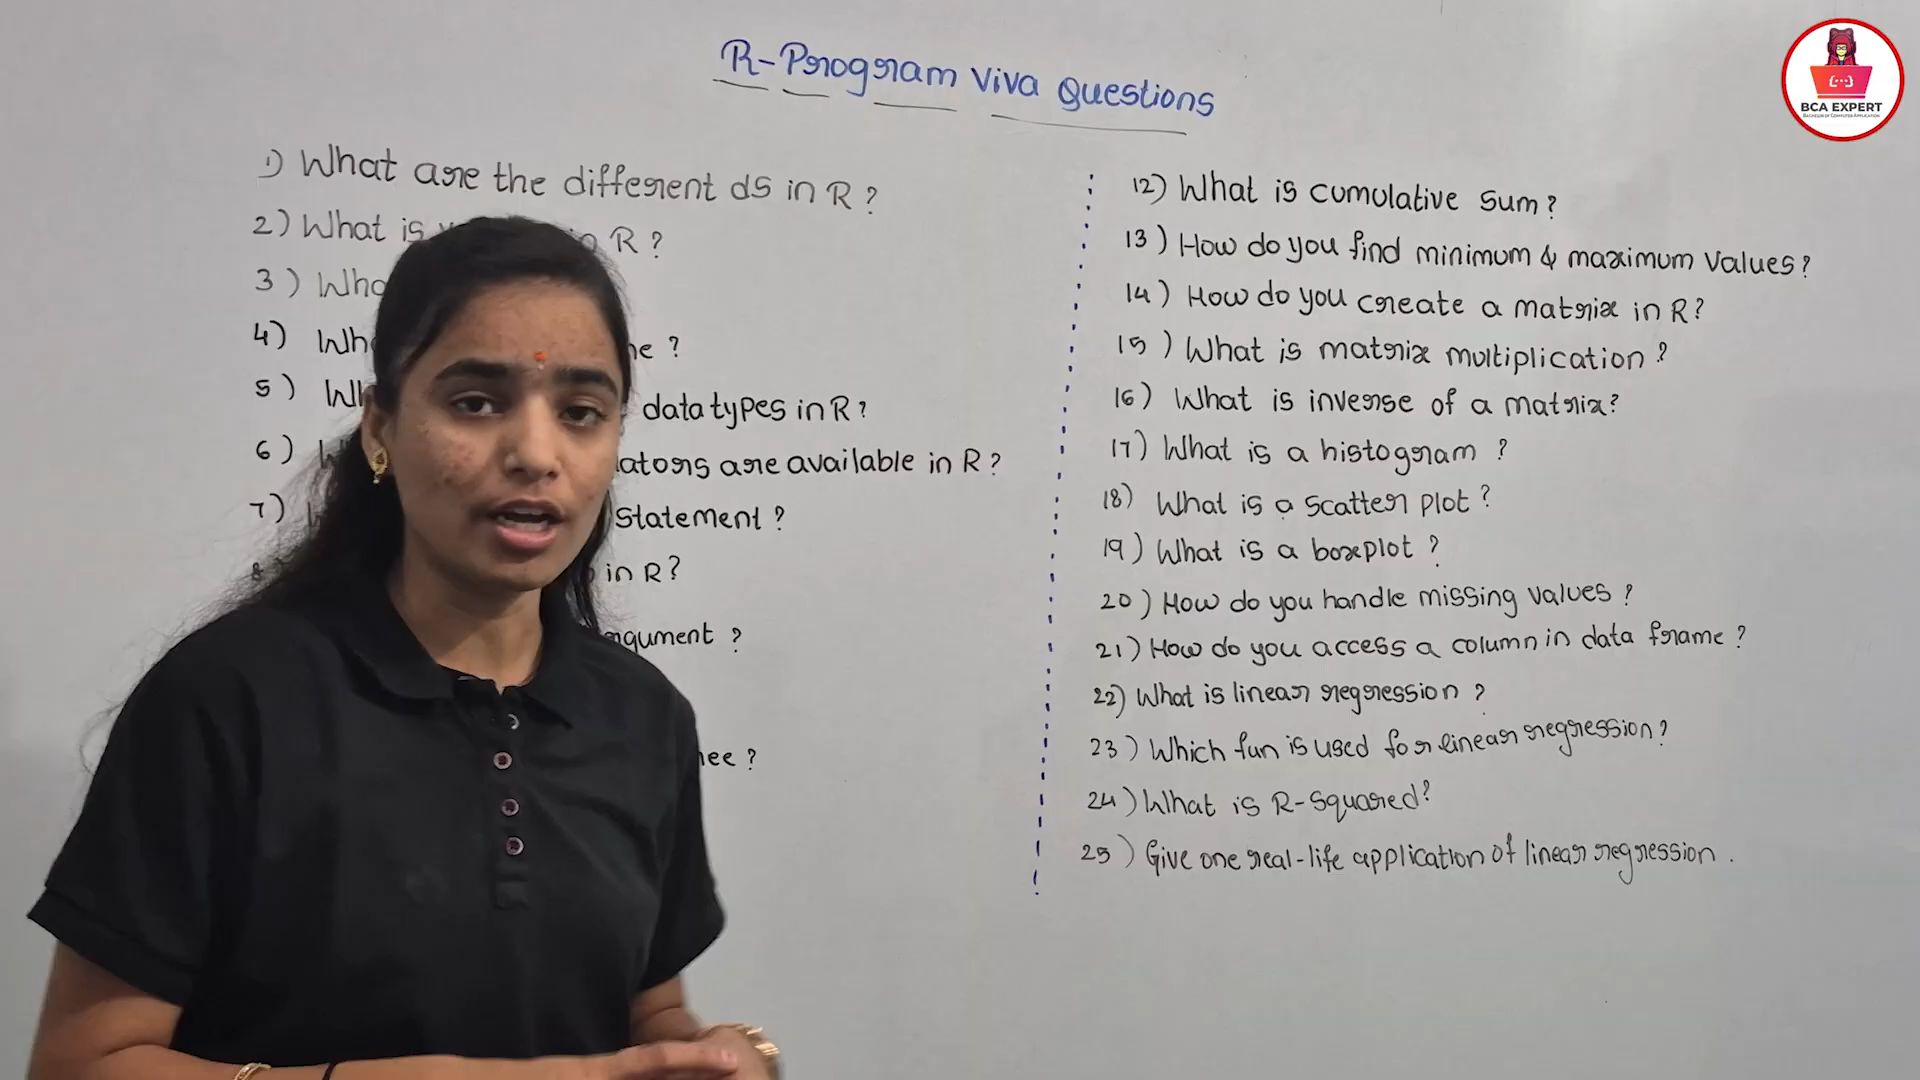 R-Program Viva Questions
1) What are the different ds in R?
2) What is in R?
3)
4) ?
5) data types in R?
6) are available in R?
7) Statement?
in R?
?
?
12) What is cumulative sum?
13) How do you find minimum & maximum values?
14) How do you create a matrix in R?
15) What is matrix multiplication?
16) What is inverse of a matrix?
17) What is a histogram?
18) What is a scatter plot?
19) What is a boxplot?
20) How do you handle missing values?
21) How do you access a column in data frame?
22) What is linear regression?
23) Which fun is used for linear regression?
24) What is R-Squared?
25) Give one real-life application of linear regression.
{...}
BCA EXPERT
BACHELOR OF COMPUTER APPLICATION